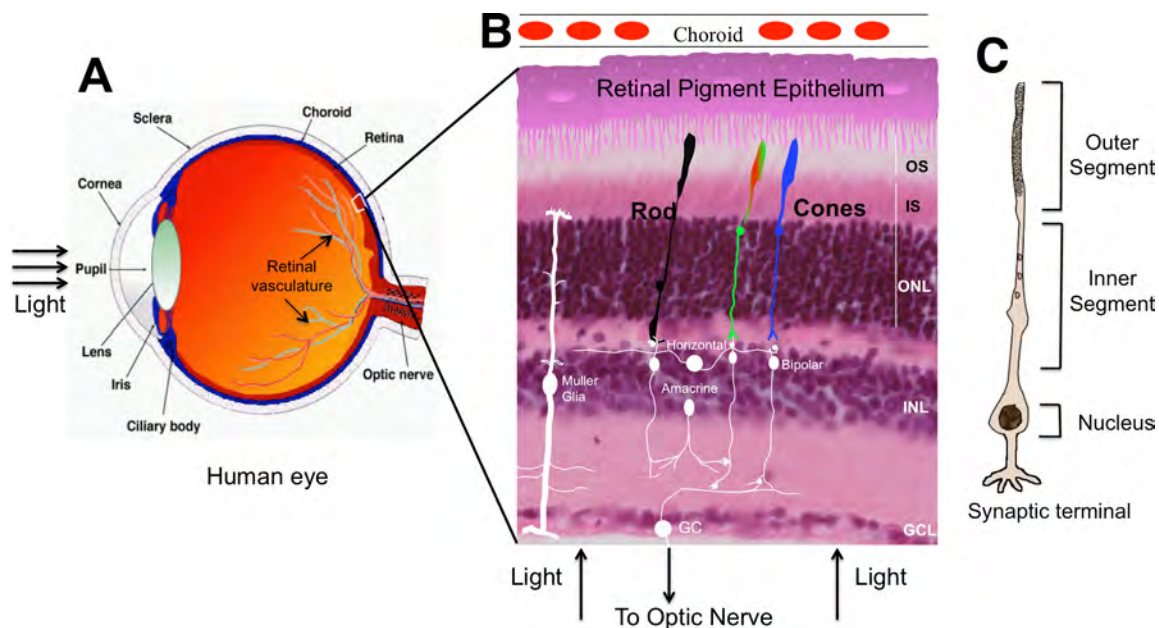 A
Sclera
Choroid
Retina
Cornea
Pupil
Light
Retinal
vasculature
Lens
Iris
Ciliary body
Optic nerve
Human eye
B
Choroid
Retinal Pigment Epithelium
OS
Rod
Cones
IS
ONL
Horizontal
Muller
Glia
Amacrine
Bipolar
INL
GC
GCL
Light
Light
To Optic Nerve
C
Outer
Segment
Inner
Segment
Nucleus
Synaptic terminal